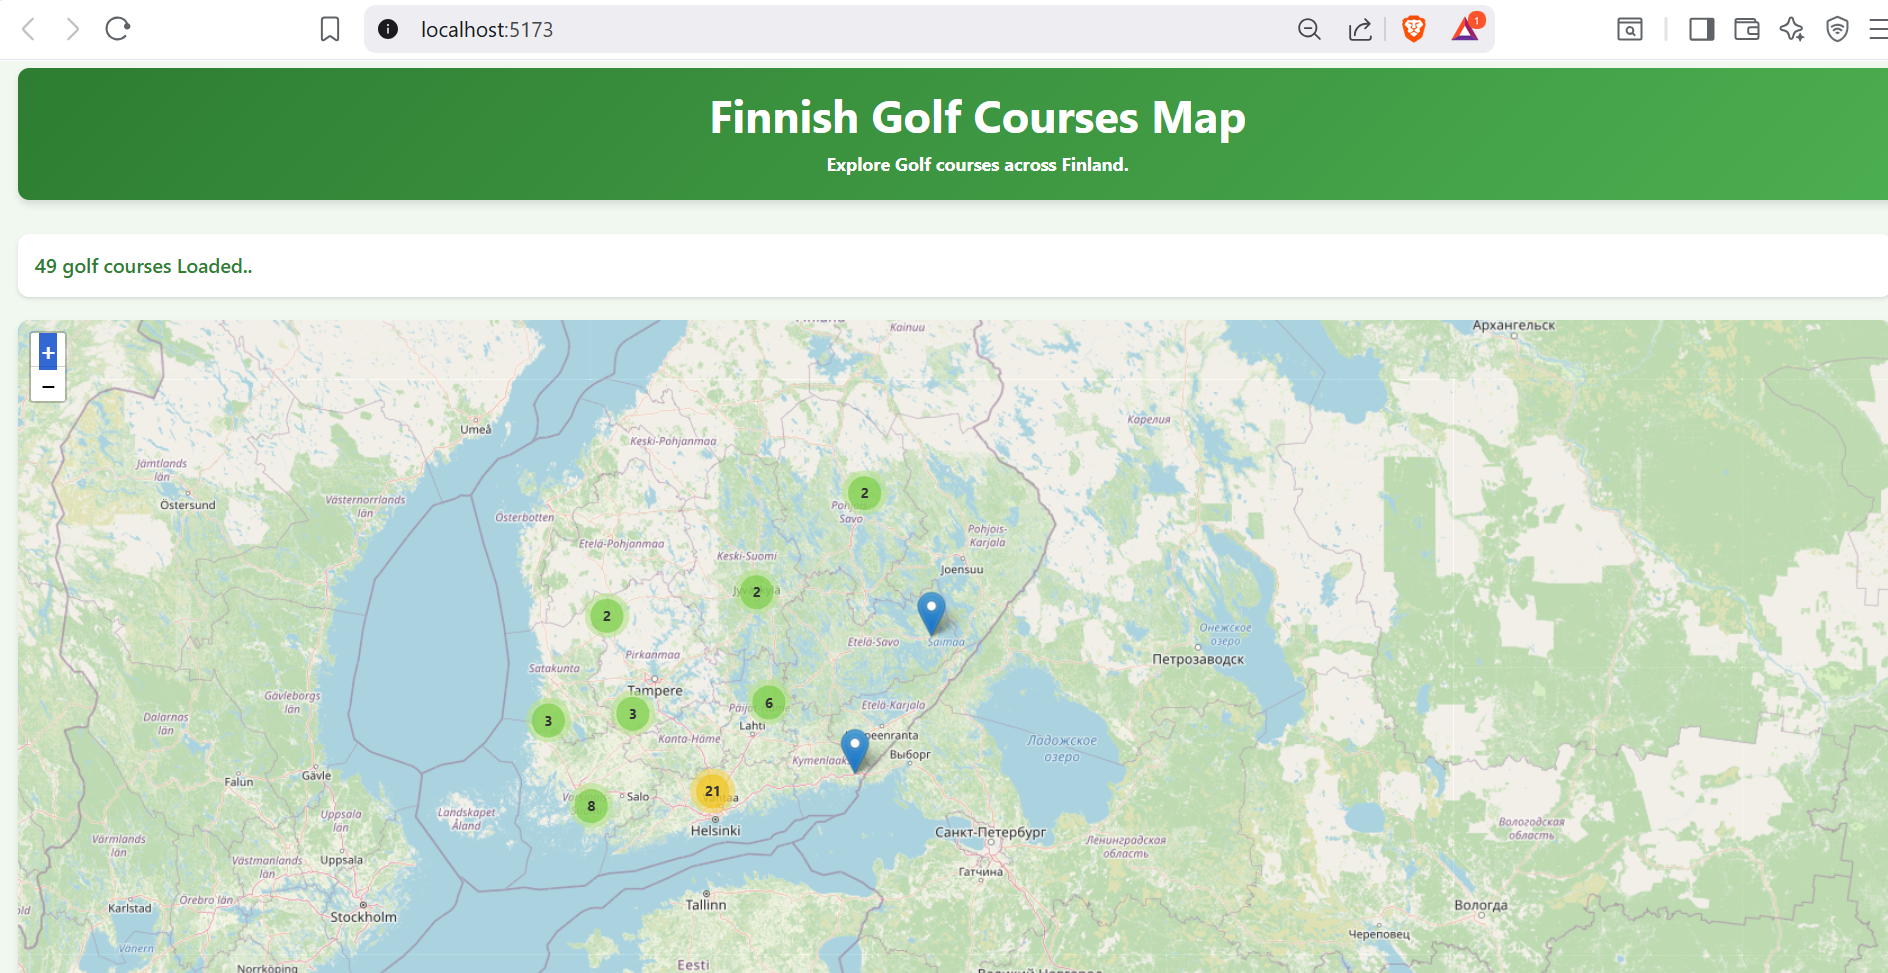 localhost:5173
1
Finnish Golf Courses Map
Explore Golf courses across Finland.
49 golf courses Loaded..
+
−
Kainuu
Архангельск
Umeå
Keski-Pohjanmaa
Карелия
Jämtlands
län
Östersund
Västernorrlands
län
Österbotten
2
Savo
Pohjois-
Karjala
Etelä-Pohjanmaa
Keski-Suomi
Joensuu
2
2
Etelä-Savo
Saimaa
Онежское
озеро
Петрозаводск
Pirkanmaa
Satakunta
Tampere
Gävleborgs
län
Dalarnas
län
3
3
6
Lahti
Etelä-Karjala
Kanta-Häme
peenranta
Выборг
Ладожское
озеро
Kymenlaak
Falun
Gävle
21
8
Salo
Helsinki
Landskapet
Åland
Uppsala
län
Värmlands
län
Västmanlands
län
Uppsala
Санкт-Петербург
Гатчина
Ленинградская
область
Вологодская
область
Karlstad
Örebro län
Stockholm
Tallinn
Вологда
Череповец
Vänern
Norrköping
Eesti